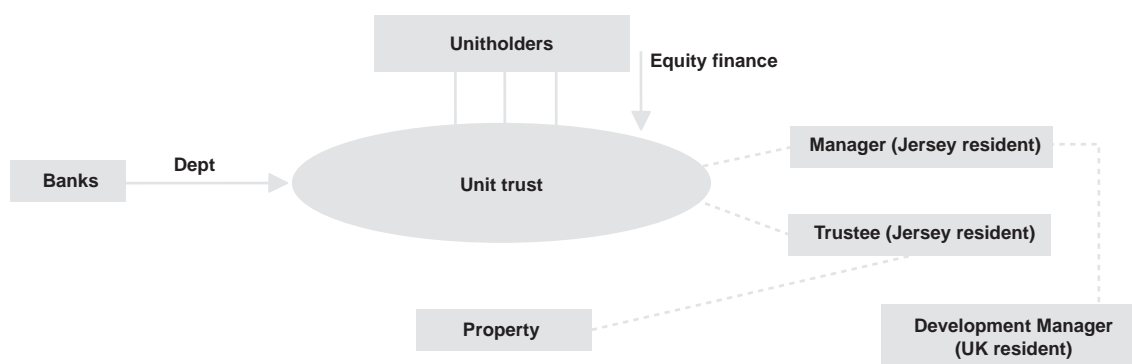 Unitholders
Equity finance
Manager (Jersey resident)
Dept
Banks
Unit trust
Trustee (Jersey resident)
Property
Development Manager
(UK resident)